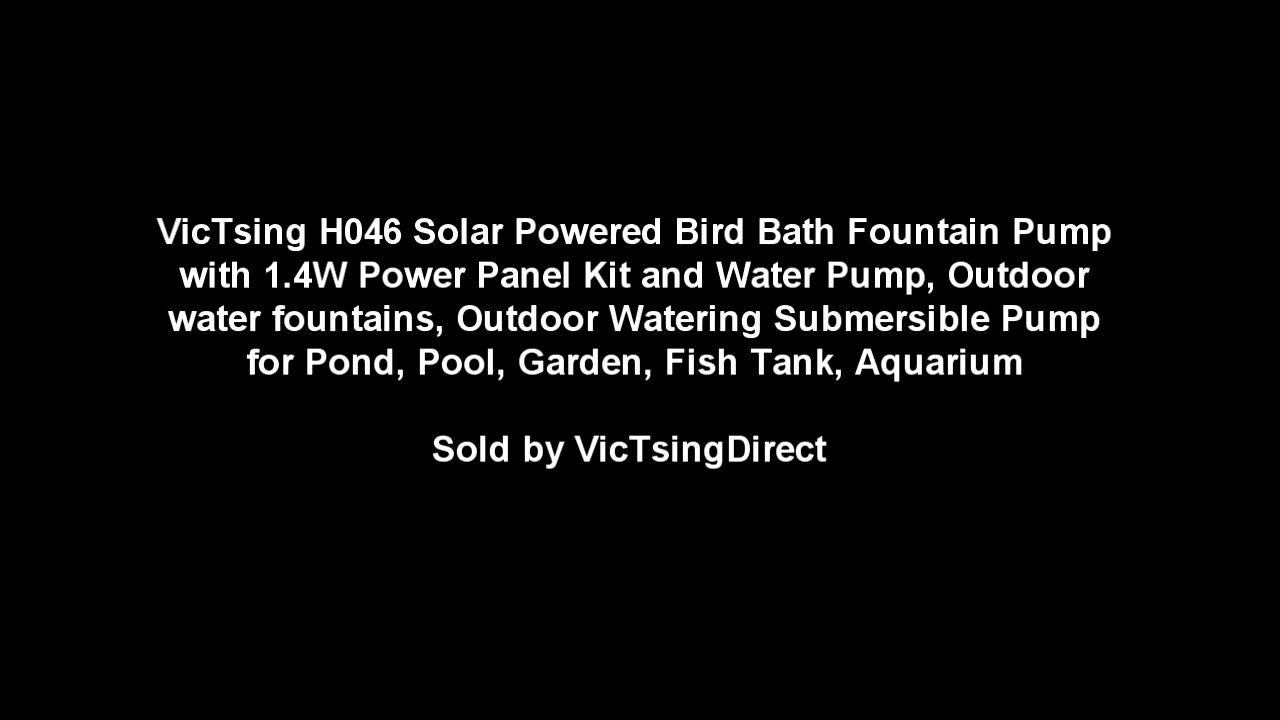 VicTsing H046 Solar Powered Bird Bath Fountain Pump
with 1.4W Power Panel Kit and Water Pump, Outdoor
water fountains, Outdoor Watering Submersible Pump
for Pond, Pool, Garden, Fish Tank, Aquarium
Sold by VicTsingDirect